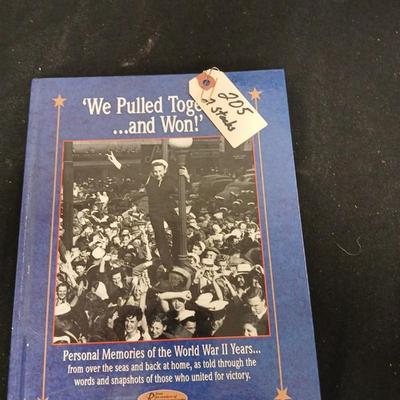 'We Pulled Toge
...and Won!'
205
Personal Memories of the World War II Years...
from over the seas and back at home, as told through the
words and snapshots of those who united for victory.